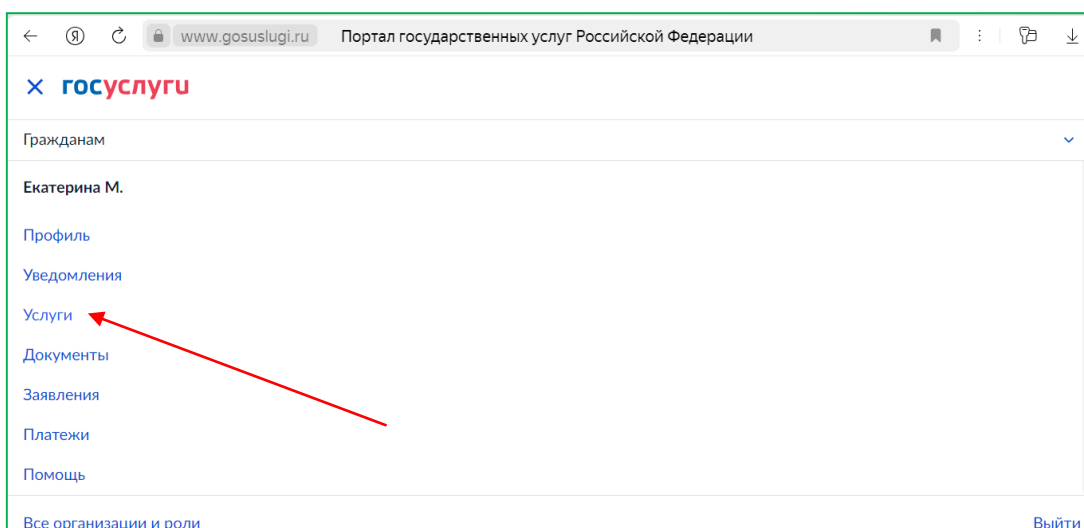 www.gosuslugi.ru Портал государственных услуг Российской Федерации
госуслуги
Гражданам
Екатерина М.
Профиль
Уведомления
Услуги
Документы
Заявления
Платежи
Помощь
Все организации и роли Выйти